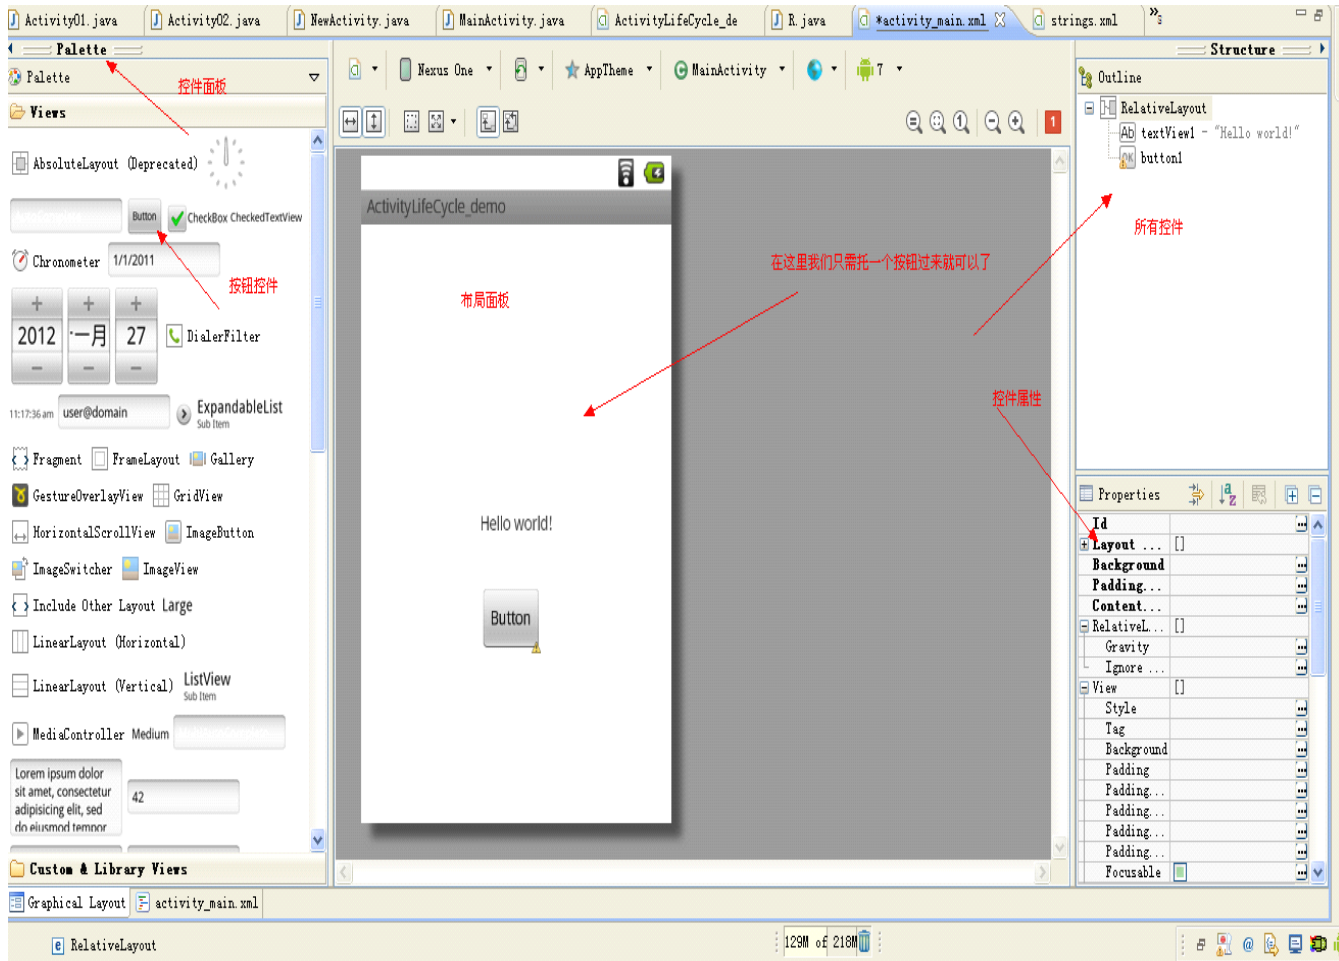 Activity01.java
Activity02.java
NewActivity.java
MainActivity.java
ActivityLifeCycle_de
R.java
*activity_main.xml
strings.xml
»5
Palette
Palette
控件面板
Views
AbsoluteLayout (Deprecated)
Button
CheckBox CheckedTextView
Chronometer
1/1/2011
按钮控件
2012
一月
27
DialerFilter
11:17:36 am
user@domain
ExpandableList
Sub Item
Fragment
FrameLayout
Gallery
GestureOverlayView
GridView
HorizontalScrollView
ImageButton
ImageSwitcher
ImageView
Include Other Layout
Large
LinearLayout (Horizontal)
LinearLayout (Vertical)
ListView
Sub Item
MediaController
Medium
Lorem ipsum dolor
sit amet, consectetur
adipisicing elit, sed
do eiusmod tempor
42
Custom & Library Views
Graphical Layout
activity_main.xml
Nexus One
AppTheme
MainActivity
7
1
ActivityLifeCycle_demo
布局面板
在这里我们只需托一个按钮过来就可以了
Hello world!
Button
Structure
Outline
RelativeLayout
Ab textView1 - "Hello world!"
OK button1
所有控件
控件属性
Properties
Id
Layout ... []
Background
Padding...
Content...
RelativeL... []
Gravity
Ignore ...
View []
Style
Tag
Background
Padding
Padding...
Padding...
Padding...
Padding...
Focusable
RelativeLayout
129M of 218M